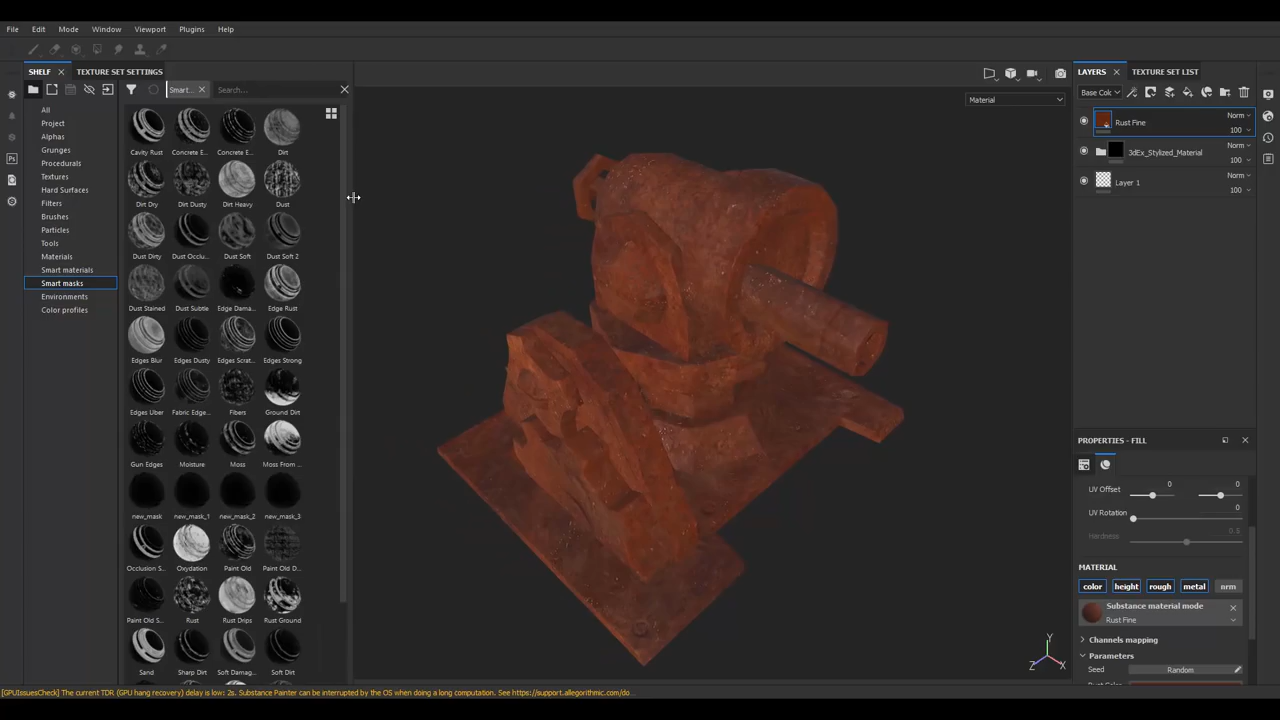 File Edit Mode Window Viewport Plugins Help
SHELF
TEXTURE SET SETTINGS
Smart...
Search...
All
Project
Alphas
Grunges
Procedurals
Textures
Hard Surfaces
Filters
Brushes
Particles
Tools
Materials
Smart materials
Smart masks
Environments
Color profiles
Cavity Rust Concrete E... Concrete E... Dirt
Dirt Dry Dirt Dusty Dirt Heavy Dust
Dust Dirty Dust Occlu... Dust Soft Dust Soft 2
Dust Stained Dust Subtle Edge Dama... Edge Rust
Edges Blur Edges Dusty Edges Scrat... Edges Strong
Edges Uber Fabric Edge... Fibers Ground Dirt
Gun Edges Moisture Moss Moss From ...
new_mask new_mask_1 new_mask_2 new_mask_3
Occlusion S... Oxydation Paint Old Paint Old D...
Paint Old S... Rust Rust Drips Rust Ground
Sand Sharp Dirt Soft Damag... Soft Dirt
Material
Y
Z X
LAYERS
TEXTURE SET LIST
Base Colo
Rust Fine Norm
100
3dEx_Stylized_Material Norm
100
Layer 1 Norm
100
PROPERTIES - FILL
UV Offset 0 0
UV Rotation 0
Hardness 0.5
MATERIAL
color height rough metal nrm
Substance material mode
Rust Fine
Channels mapping
Parameters
Seed Random
Rust Color
[GPUIssuesCheck] The current TDR (GPU hang recovery) delay is low: 2s. Substance Painter can be interrupted by the OS when doing a long computation. See https://support.allegorithmic.com/do...